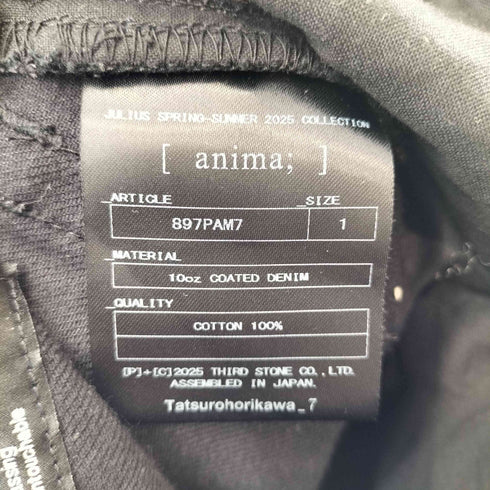 JULIUS SPRING-SUMMER 2025 COLLECTION
[ anima; ]
_ARTICLE _SIZE
897PAM7 1
_MATERIAL
10oz COATED DENIM
_QUALITY
COTTON 100%
[P]+[C]2025 THIRD STONE CO.,LTD.
ASSEMBLED IN JAPAN.
Tatsurohorikawa_7